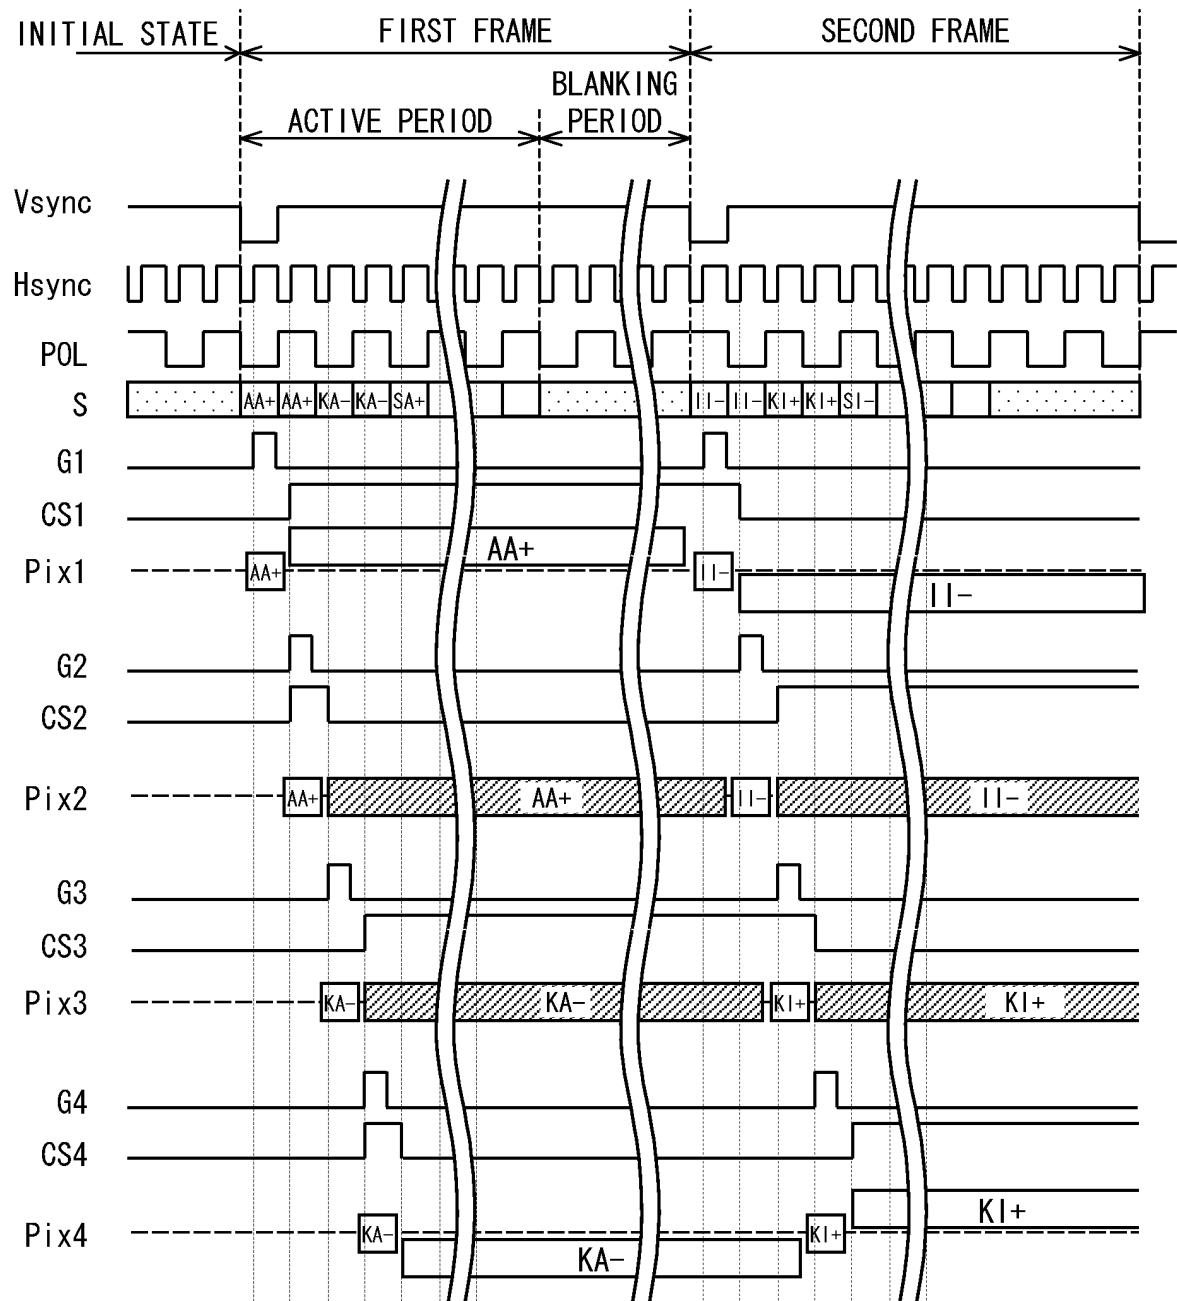 INITIAL STATE FIRST FRAME SECOND FRAME
BLANKING
ACTIVE PERIOD PERIOD
Vsync
Hsync
POL
S AA+ AA+ KA- KA- SA+ II- II- KI+ KI+ SI-
G1
CS1
AA+
Pix1 AA+ II-
II-
G2
CS2
Pix2 AA+ AA+ II- II-
G3
CS3
Pix3 KA- KA- KI+ KI+
G4
CS4
KI+
Pix4 KA- KI+
KA-